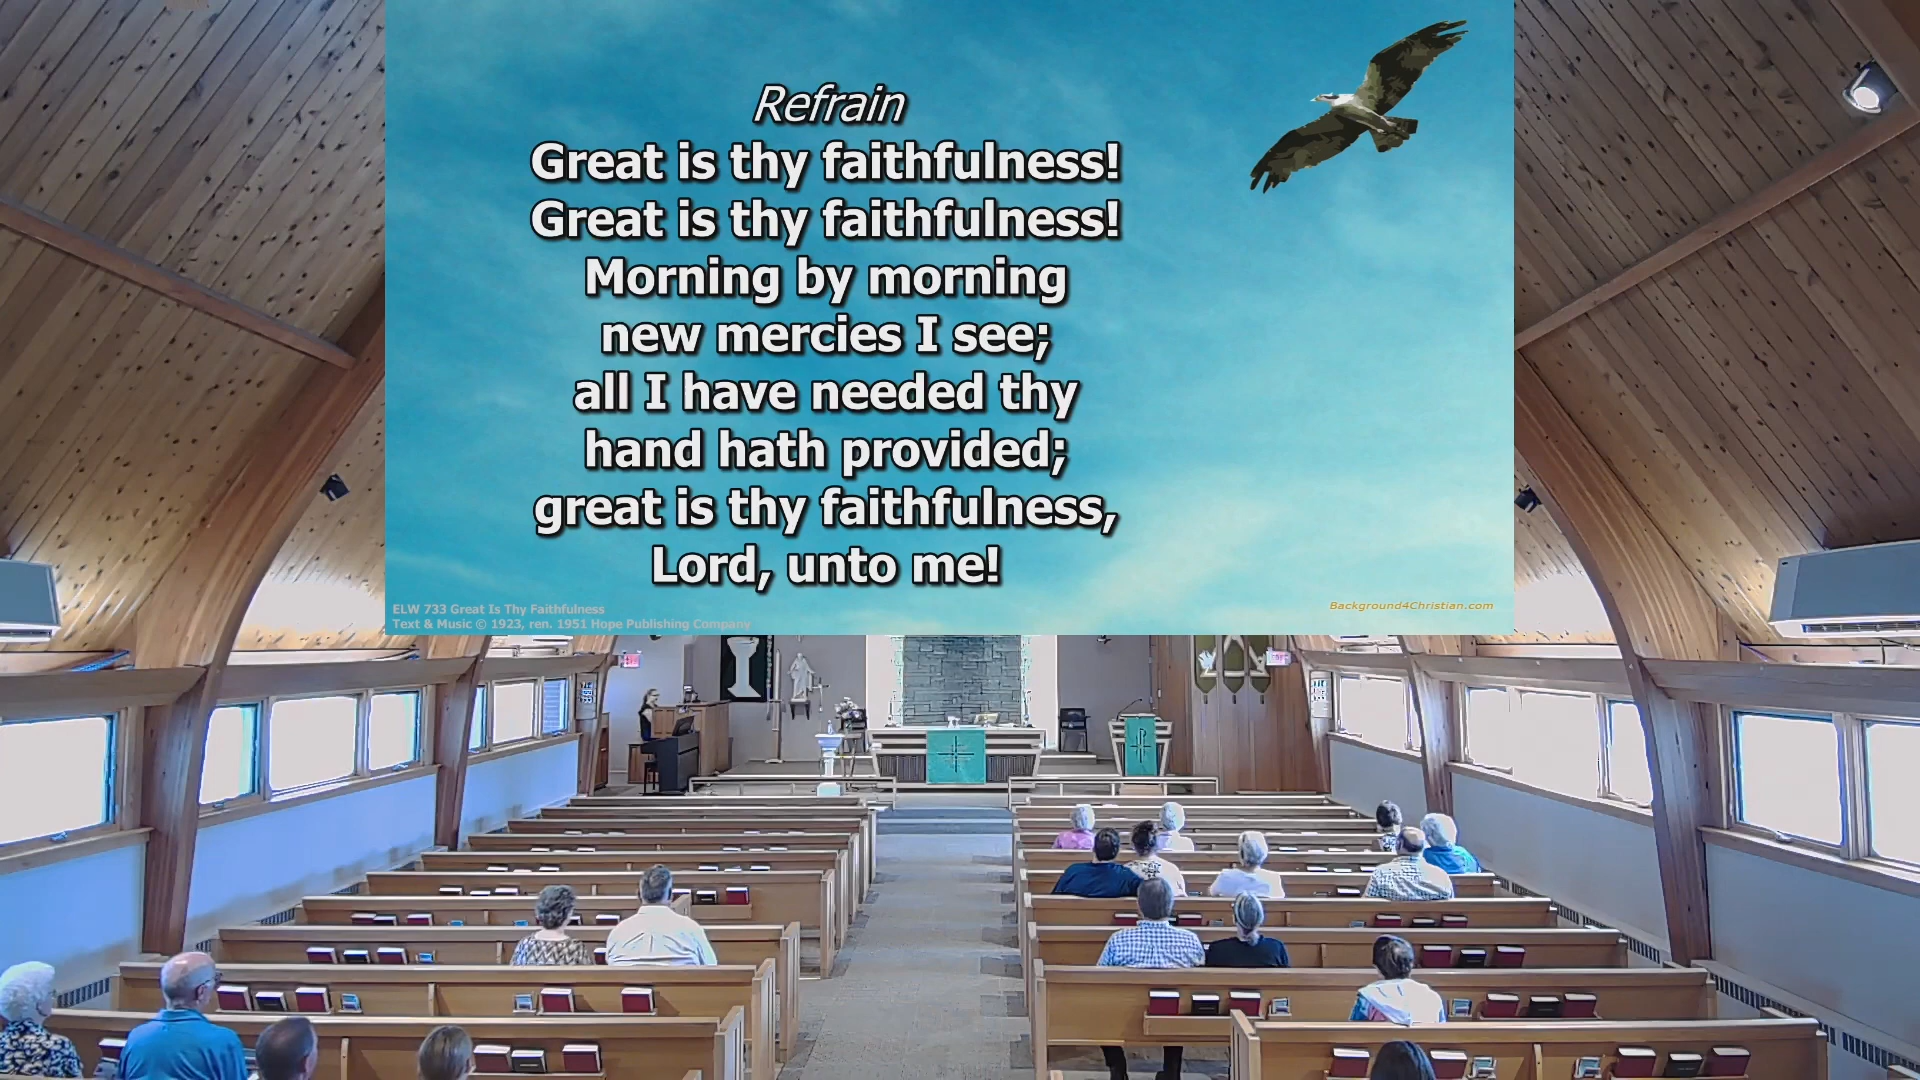 Refrain
Great is thy faithfulness!
Great is thy faithfulness!
Morning by morning
new mercies I see;
all I have needed thy
hand hath provided;
great is thy faithfulness,
Lord, unto me!
ELW 733 Great Is Thy Faithfulness
Text & Music © 1923, ren. 1951 Hope Publishing Company
Background4Christian.com